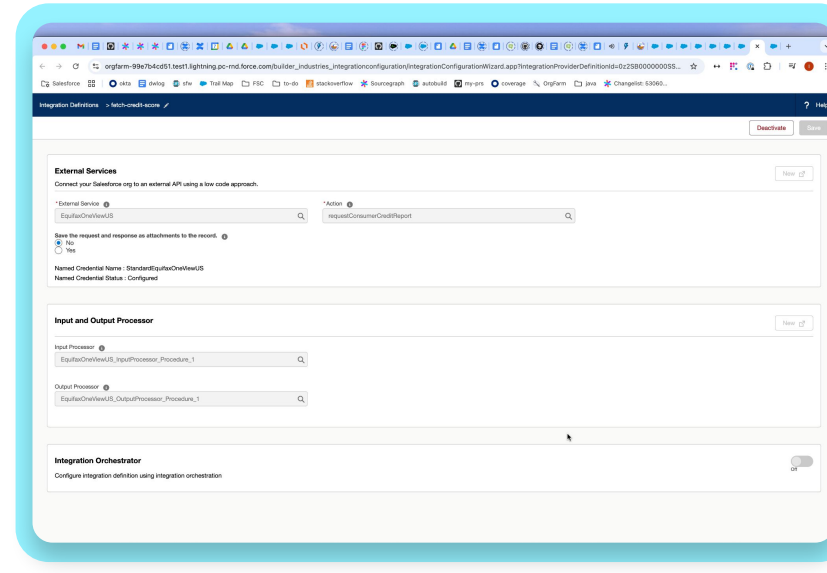 orgfarm-99e7b4cd51.test1.lightning.pc-rnd.force.com/builder_industries_integrationconfiguration/integrationConfigurationWizard.app?integrationProviderDefinitionId=0z2SB0000000SS...
Salesforce okta dwlog sfw Trail Map FSC to-do stackoverflow Sourcegraph autobuild my-prs coverage OrgFarm java Changelist: 53060...
Integration Definitions > fetch-credit-score ? Help
Deactivate Save
External Services
New
Connect your Salesforce org to an external API using a low code approach.
*External Service *Action
EquifaxOneViewUS requestConsumerCreditReport
Save the request and response as attachments to the record.
No
Yes
Named Credential Name : StandardEquifaxOneViewUS
Named Credential Status : Configured
Input and Output Processor
New
Input Processor
EquifaxOneViewUS_InputProcessor_Procedure_1
Output Processor
EquifaxOneViewUS_OutputProcessor_Procedure_1
Integration Orchestrator
Off
Configure integration definition using integration orchestration